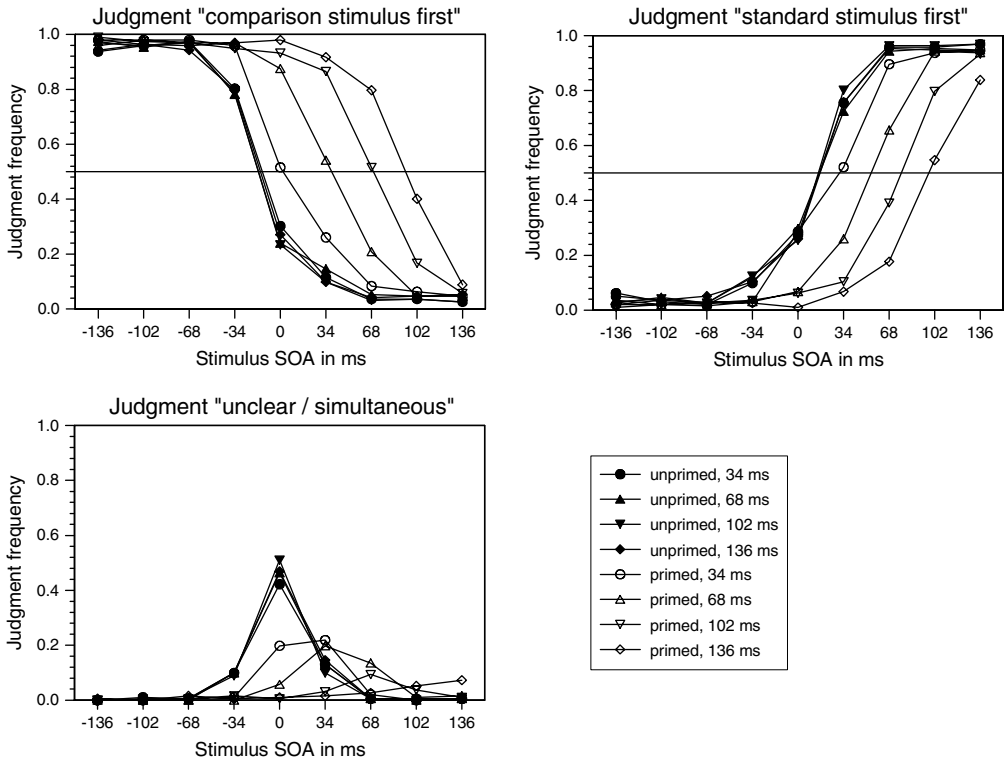 Judgment "comparison stimulus first"
Judgment frequency
1.0
0.8
0.6
0.4
0.2
0.0
-136 -102 -68 -34 0 34 68 102 136
Stimulus SOA in ms
Judgment "standard stimulus first"
Judgment frequency
1.0
0.8
0.6
0.4
0.2
0.0
-136 -102 -68 -34 0 34 68 102 136
Stimulus SOA in ms
Judgment "unclear / simultaneous"
Judgment frequency
1.0
0.8
0.6
0.4
0.2
0.0
-136 -102 -68 -34 0 34 68 102 136
Stimulus SOA in ms
unprimed, 34 ms
unprimed, 68 ms
unprimed, 102 ms
unprimed, 136 ms
primed, 34 ms
primed, 68 ms
primed, 102 ms
primed, 136 ms